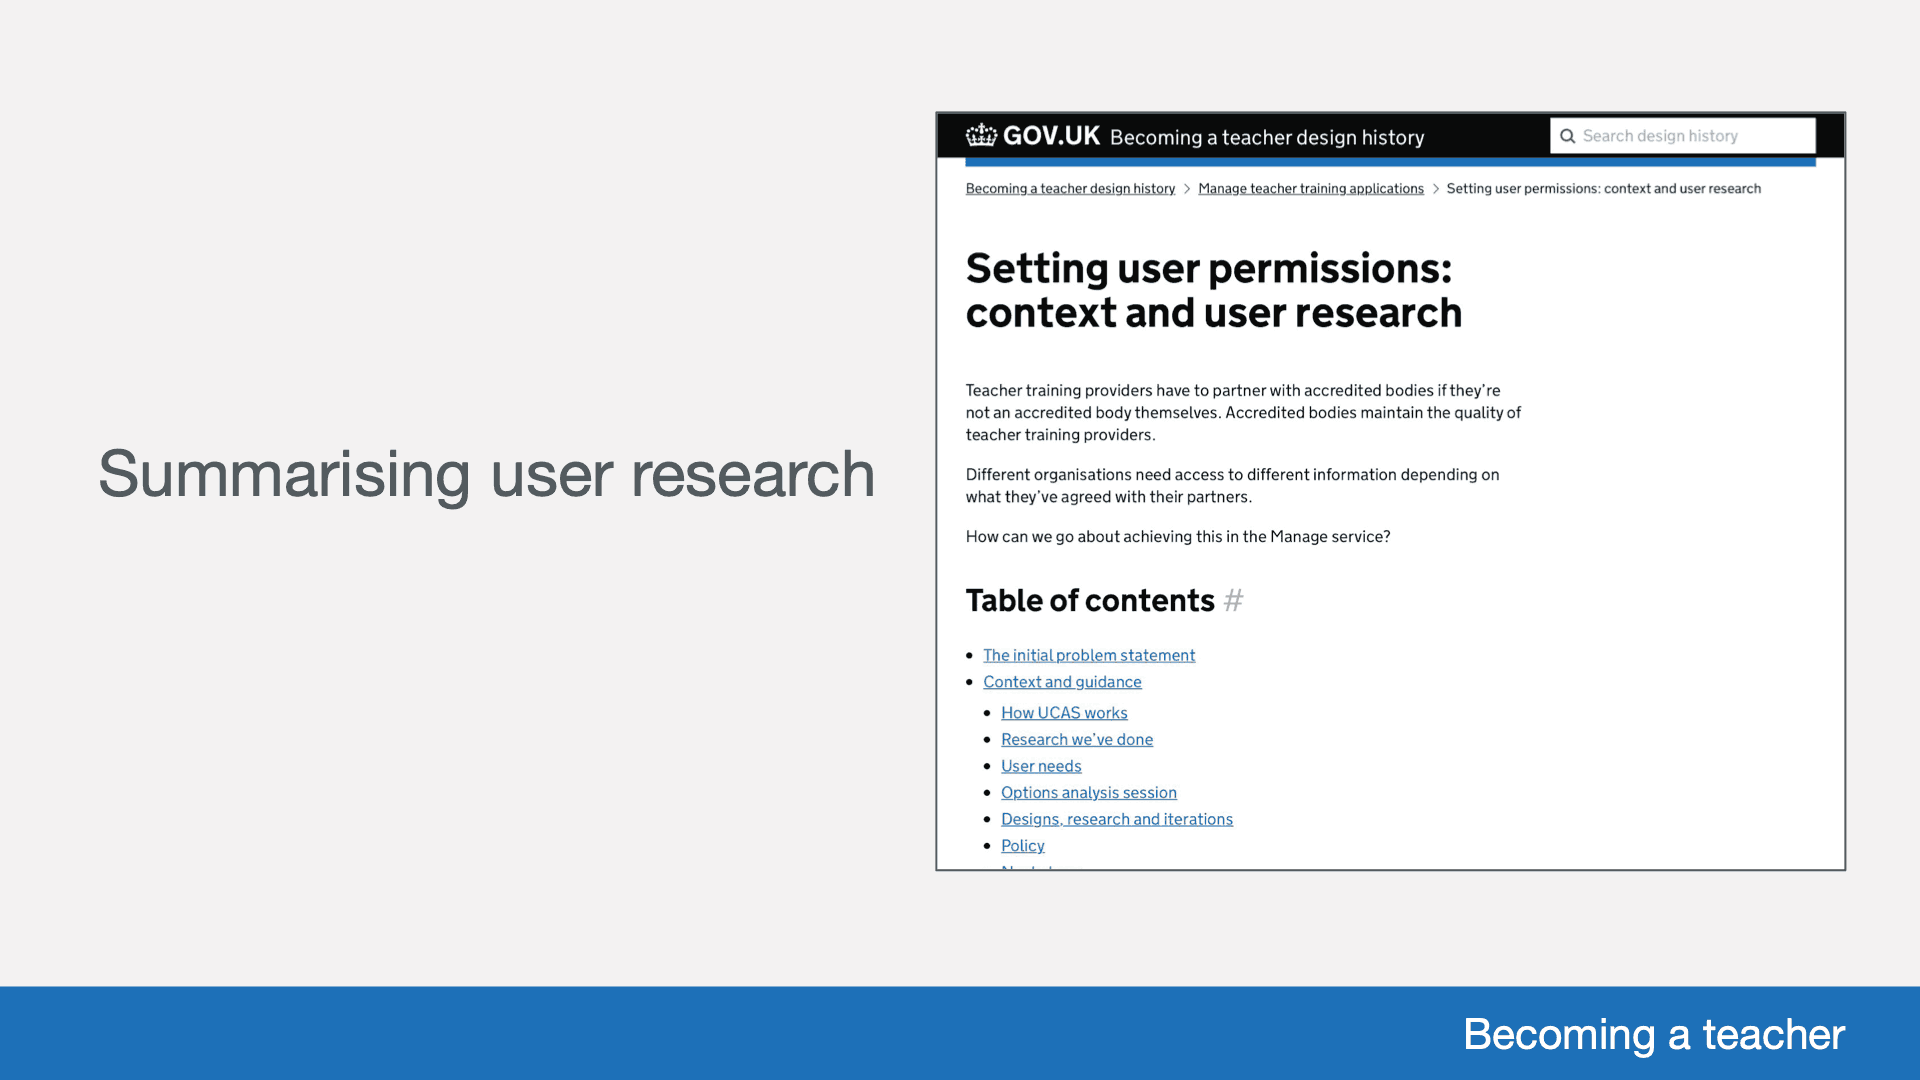 Summarising user research
GOV.UK Becoming a teacher design history
Search design history
Becoming a teacher design history > Manage teacher training applications > Setting user permissions: context and user research
Setting user permissions:
context and user research
Teacher training providers have to partner with accredited bodies if they’re
not an accredited body themselves. Accredited bodies maintain the quality of
teacher training providers.
Different organisations need access to different information depending on
what they’ve agreed with their partners.
How can we go about achieving this in the Manage service?
Table of contents #
• The initial problem statement
• Context and guidance
• How UCAS works
• Research we’ve done
• User needs
• Options analysis session
• Designs, research and iterations
• Policy
Becoming a teacher